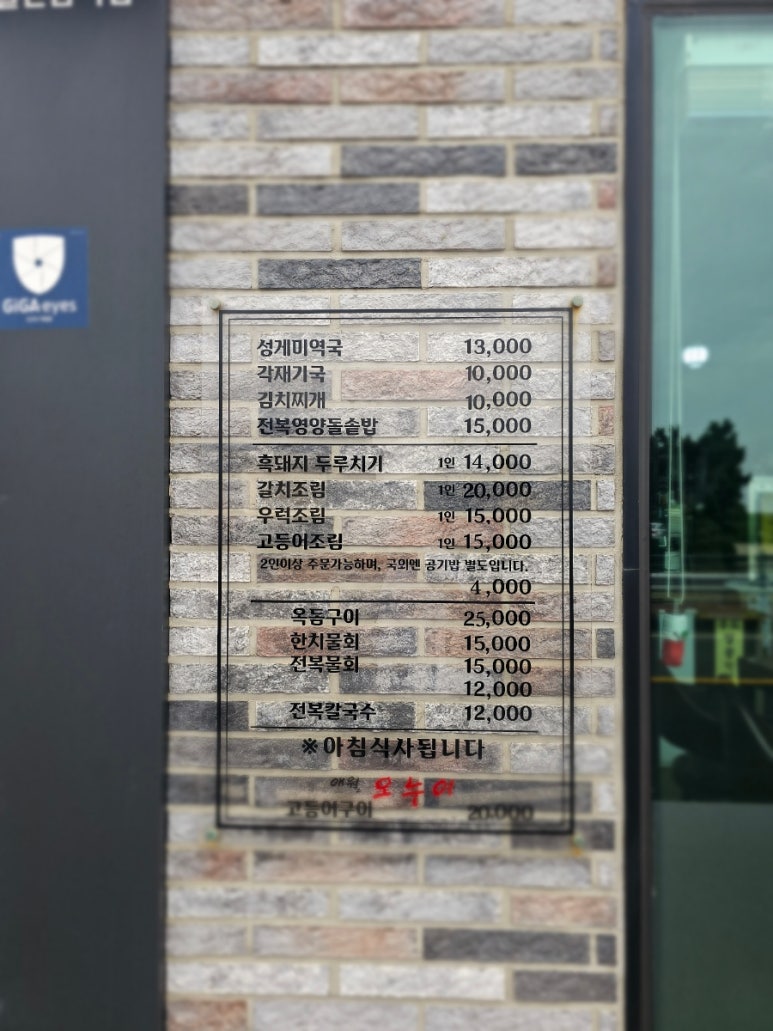 GiGA eyes
성게미역국 13,000
각재기국 10,000
김치찌개 10,000
전복영양돌솥밥 15,000
흑돼지 두루치기 1인 14,000
갈치조림 1인 20,000
우럭조림 1인 15,000
고등어조림 1인 15,000
2인이상 주문가능하며, 국외엔 공기밥 별도입니다.
4,000
옥돔구이 25,000
한치물회 15,000
전복물회 15,000
12,000
전복칼국수 12,000
※아침식사됩니다
애월
고등어구이 20,000